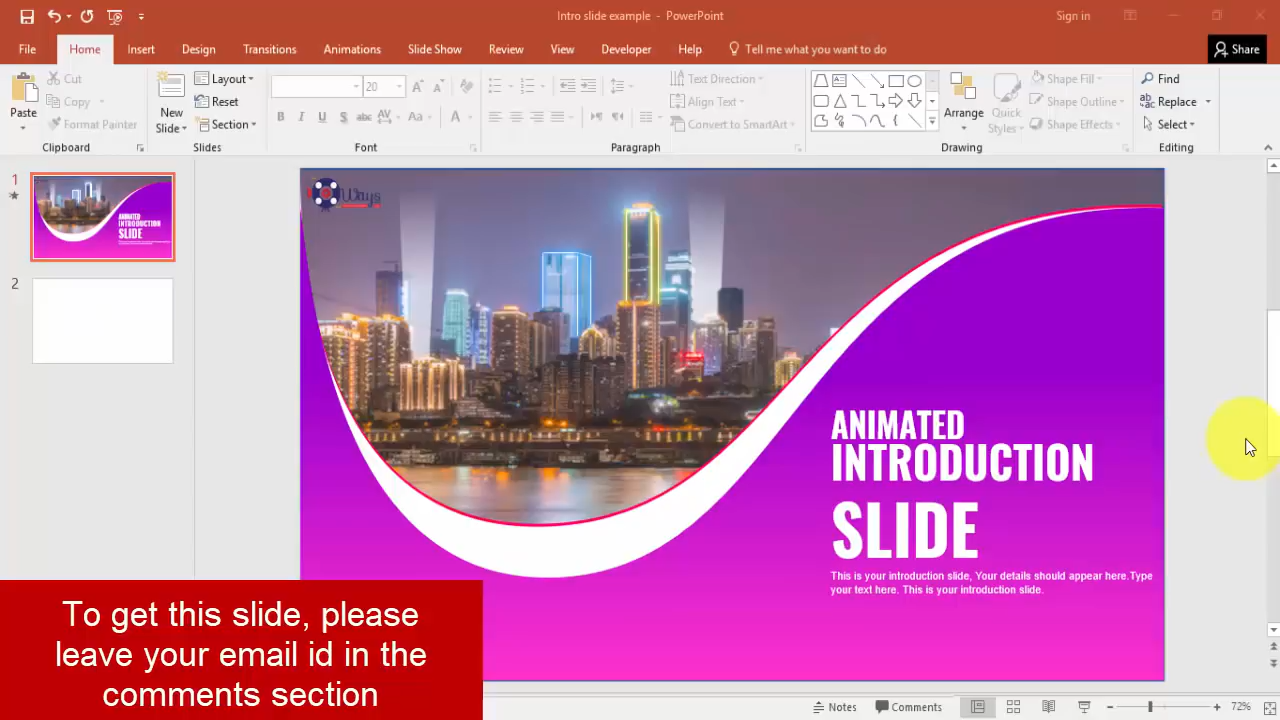 Intro slide example - PowerPoint
Sign in
File Home Insert Design Transitions Animations Slide Show Review View Developer Help Tell me what you want to do Share
Paste
Cut
Copy
Format Painter
Clipboard
New Slide
Layout
Reset
Section
Slides
20
Font
Text Direction
Align Text
Convert to SmartArt
Paragraph
Arrange
Quick Styles
Shape Fill
Shape Outline
Shape Effects
Drawing
Find
Replace
Select
Editing
1
ANIMATED
INTRODUCTION
SLIDE
2
Ways
ANIMATED
INTRODUCTION
SLIDE
This is your introduction slide, Your details should appear here.Type
your text here. This is your introduction slide.
To get this slide, please
leave your email id in the
comments section
Notes Comments 72%